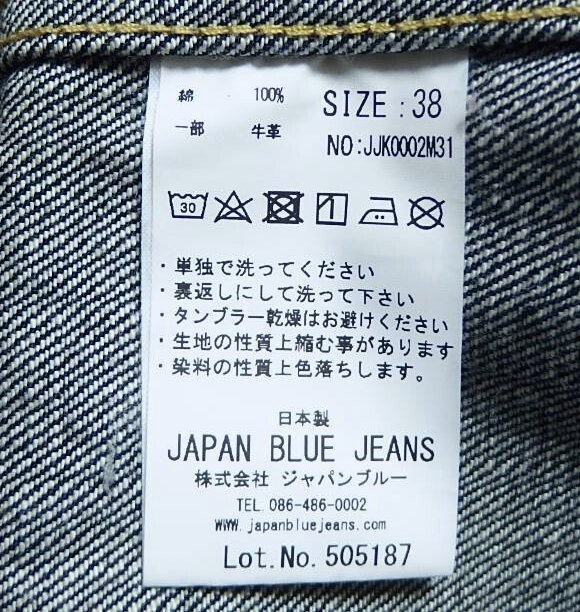 綿 100% SIZE : 38
一部 牛革 NO:JJK0002M31
30
・単独で洗ってください
・裏返しにして洗って下さい
・タンブラー乾燥はお避けください
・生地の性質上縮む事があります
・染料の性質上色落ちします。
日本製
JAPAN BLUE JEANS
株式会社 ジャパンブルー
TEL. 086-486-0002
www.japanbluejeans.com
Lot.No.505187